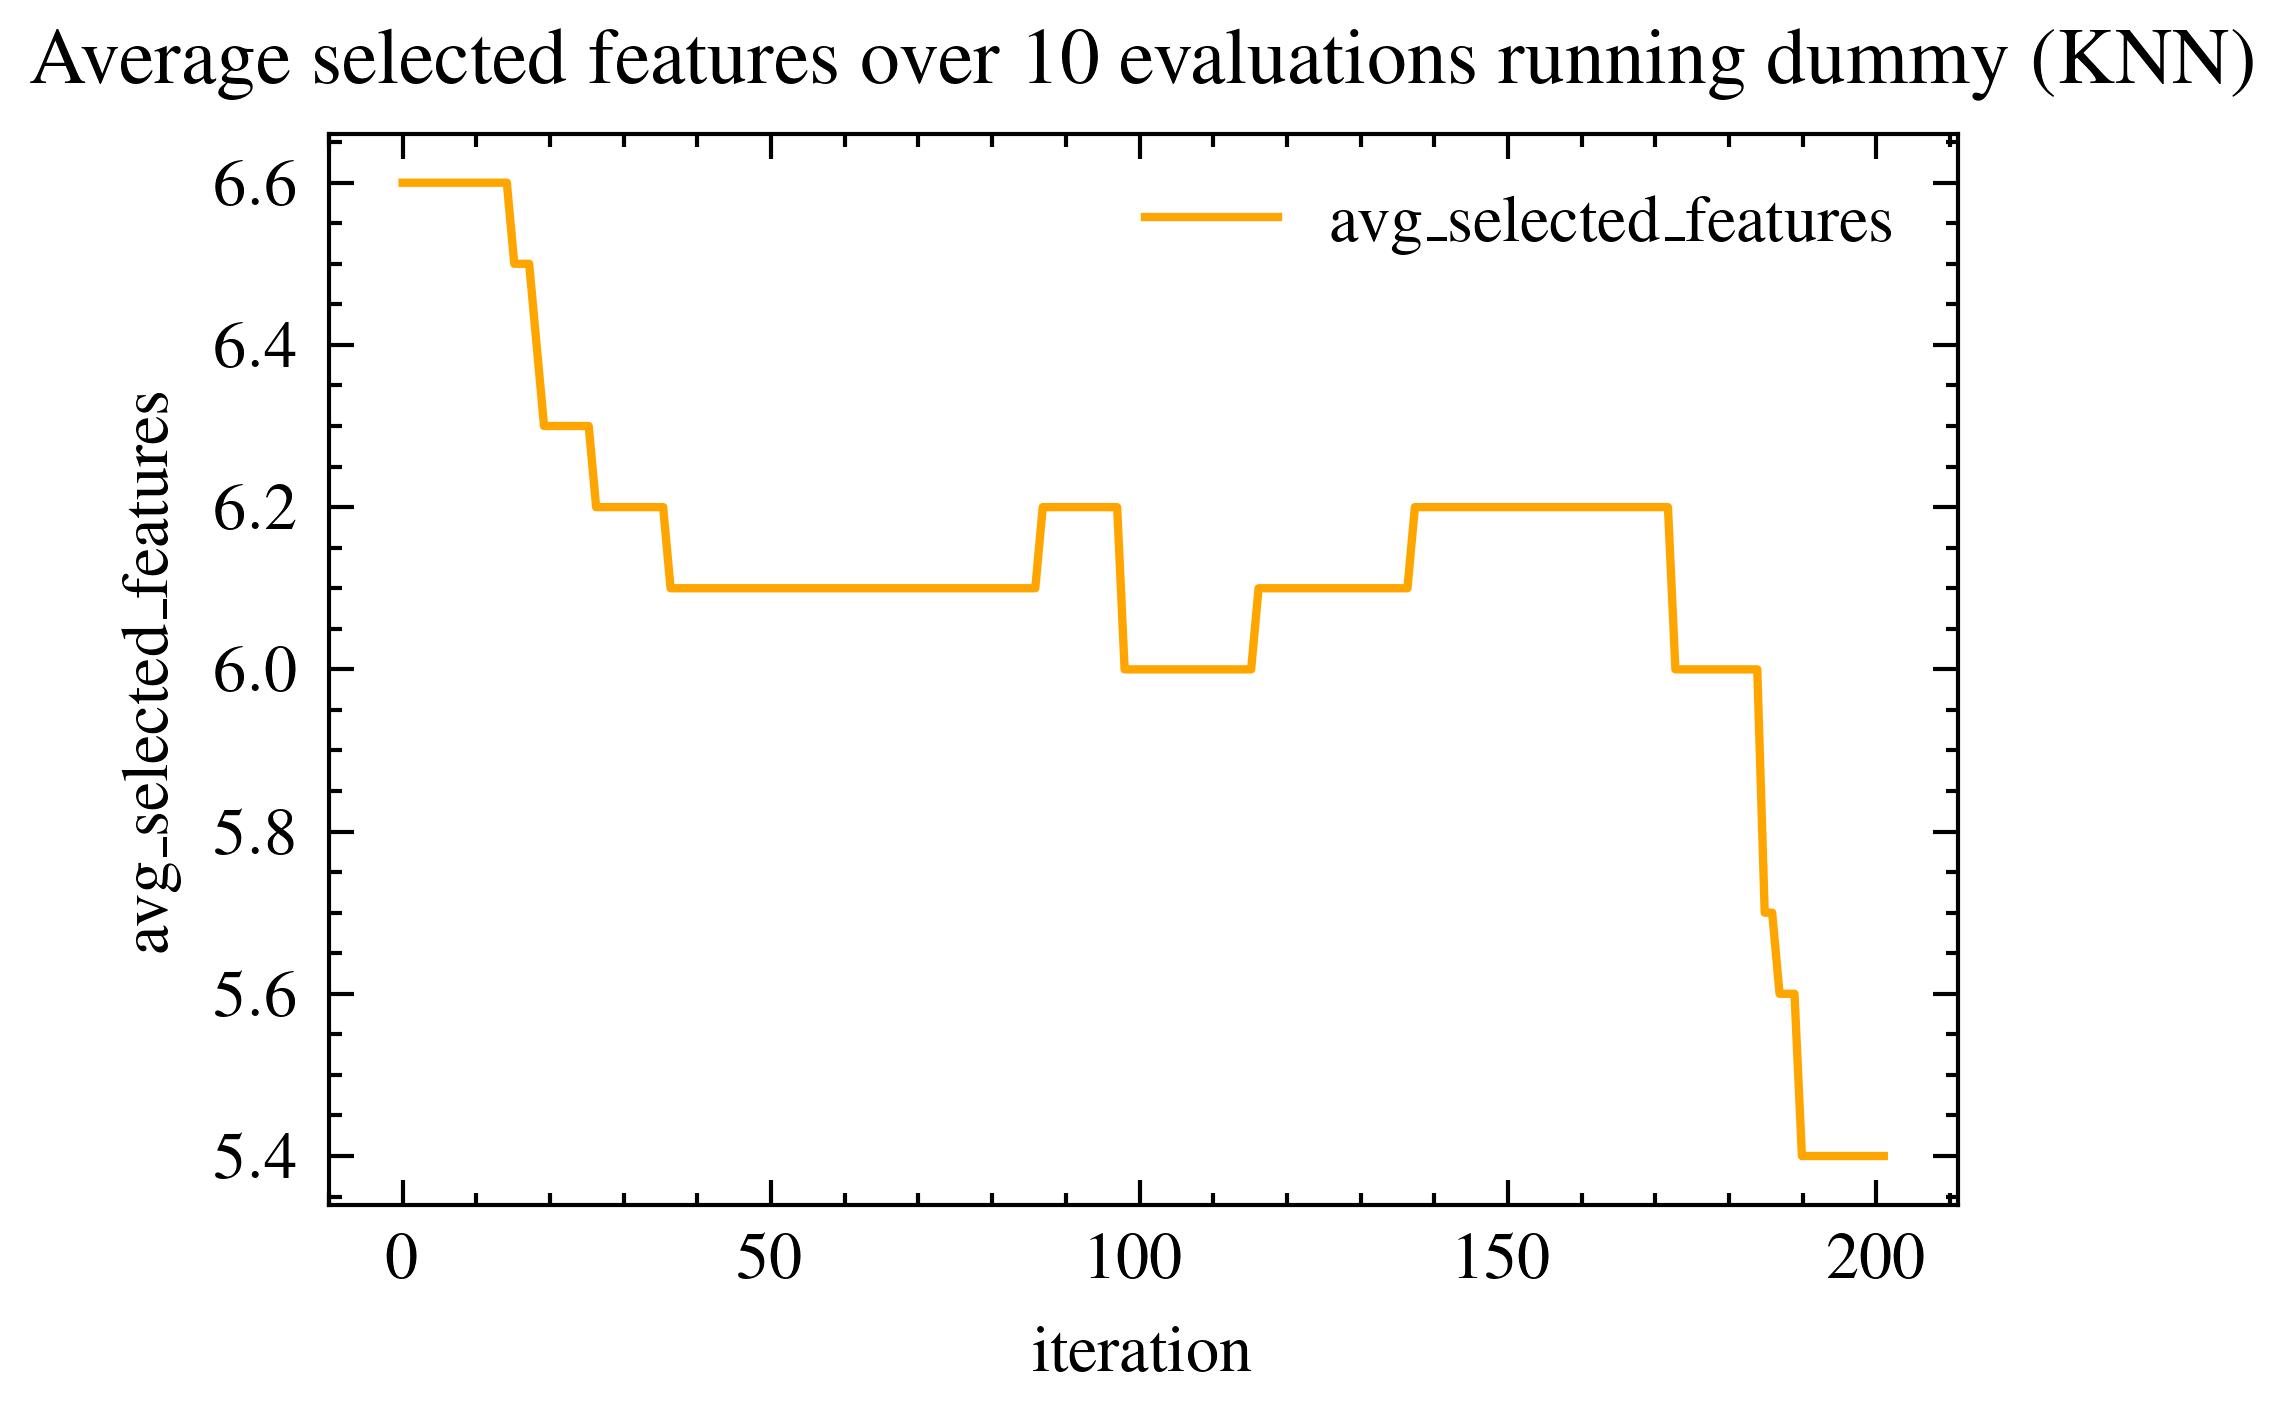 Average selected features over 10 evaluations running dummy (KNN)
avg_selected_features
avg_selected_features
6.6
6.4
6.2
6.0
5.8
5.6
5.4
0 50 100 150 200
iteration